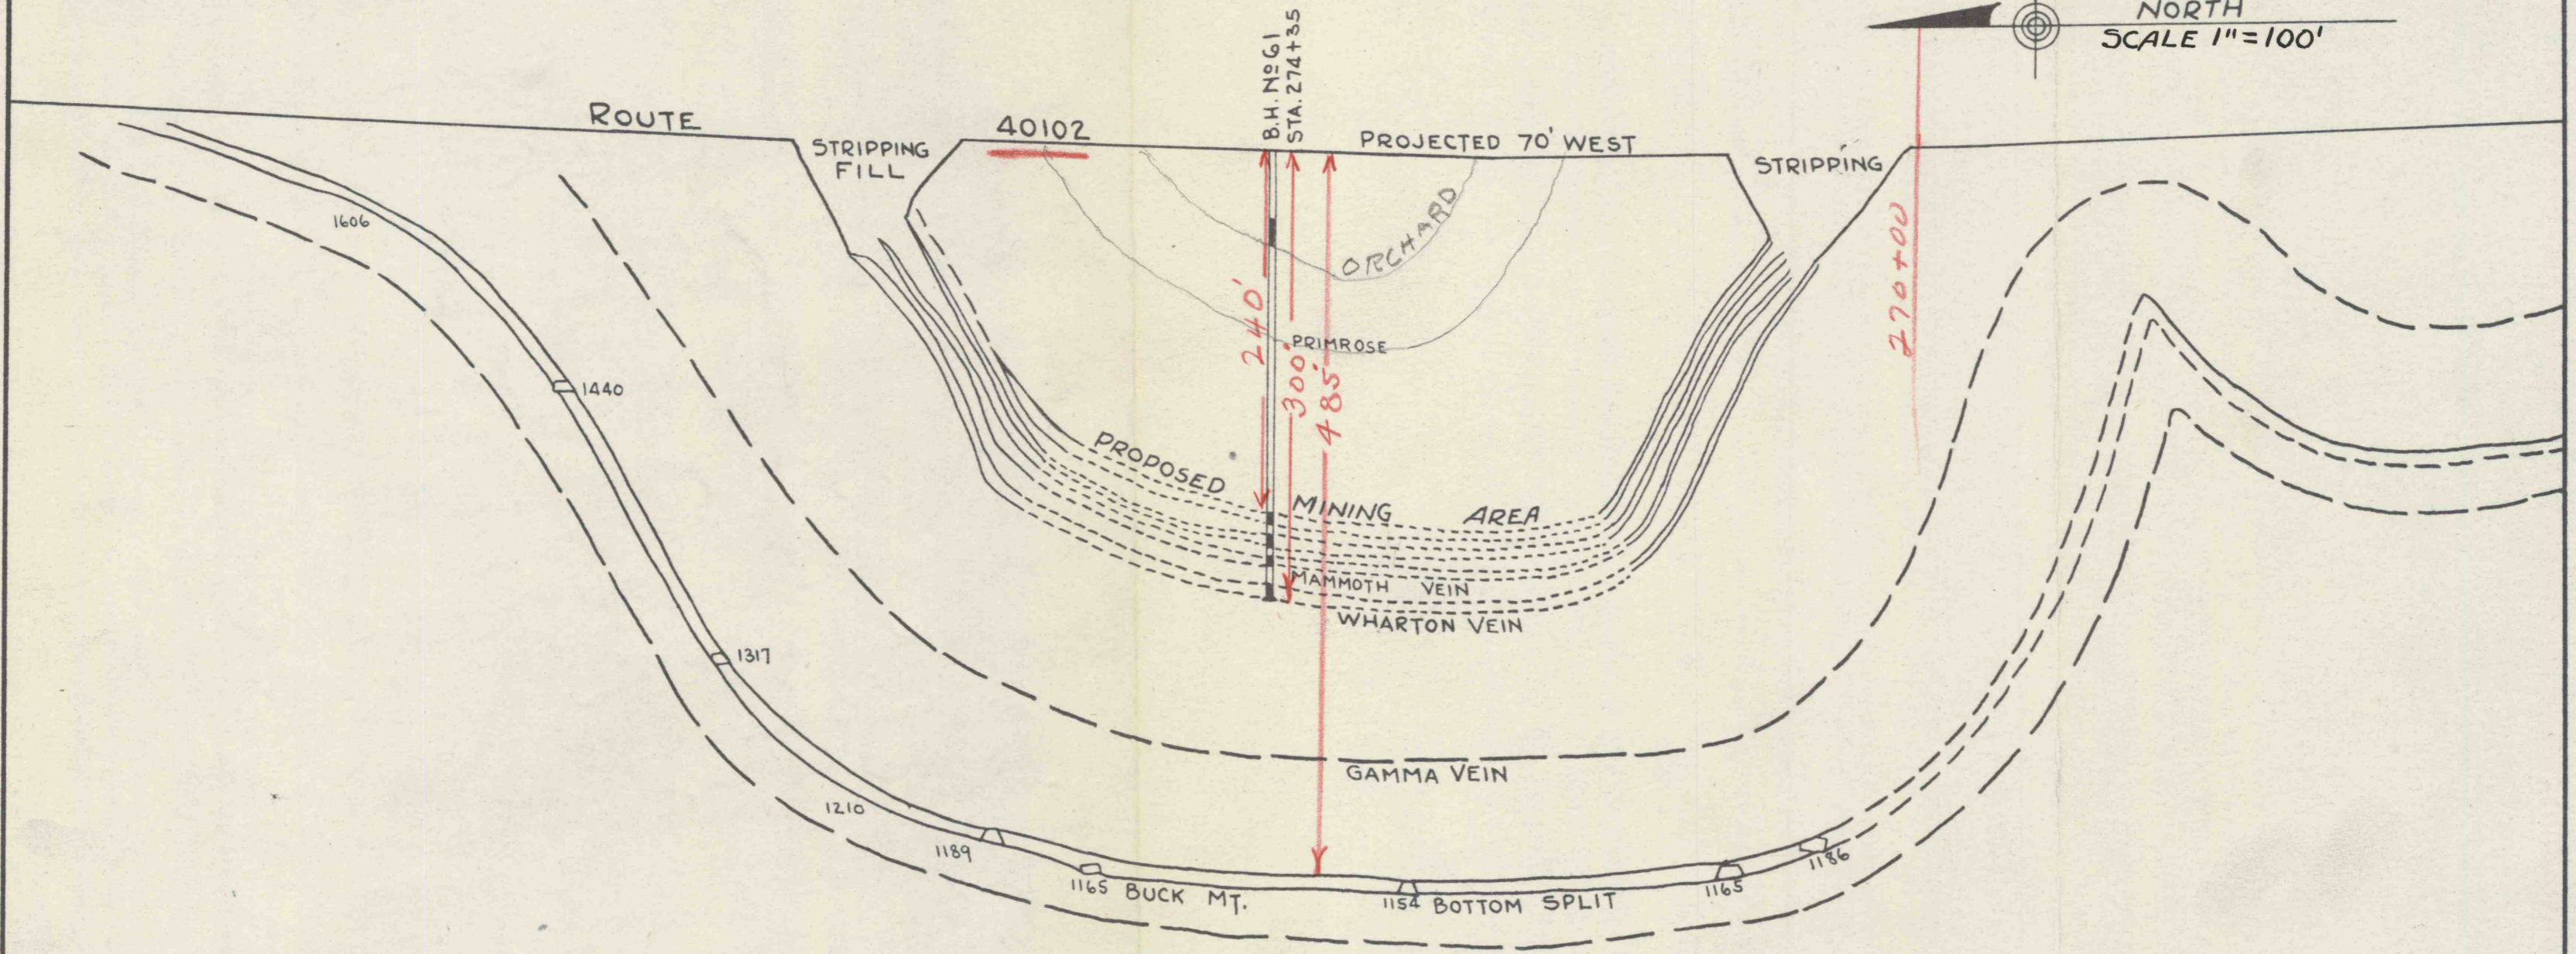 NORTH
SCALE 1"=100'
B.H. Nº 61
STA. 274+35
ROUTE
40102
PROJECTED 70' WEST
STRIPPING
FILL
STRIPPING
1606
ORCHARD
270+00
240'
PRIMROSE
300'
485'
1440
PROPOSED
MINING AREA
MAMMOTH VEIN
WHARTON VEIN
1317
GAMMA VEIN
1210
1189
1186
1165
BUCK MT.
1154
BOTTOM SPLIT
1165